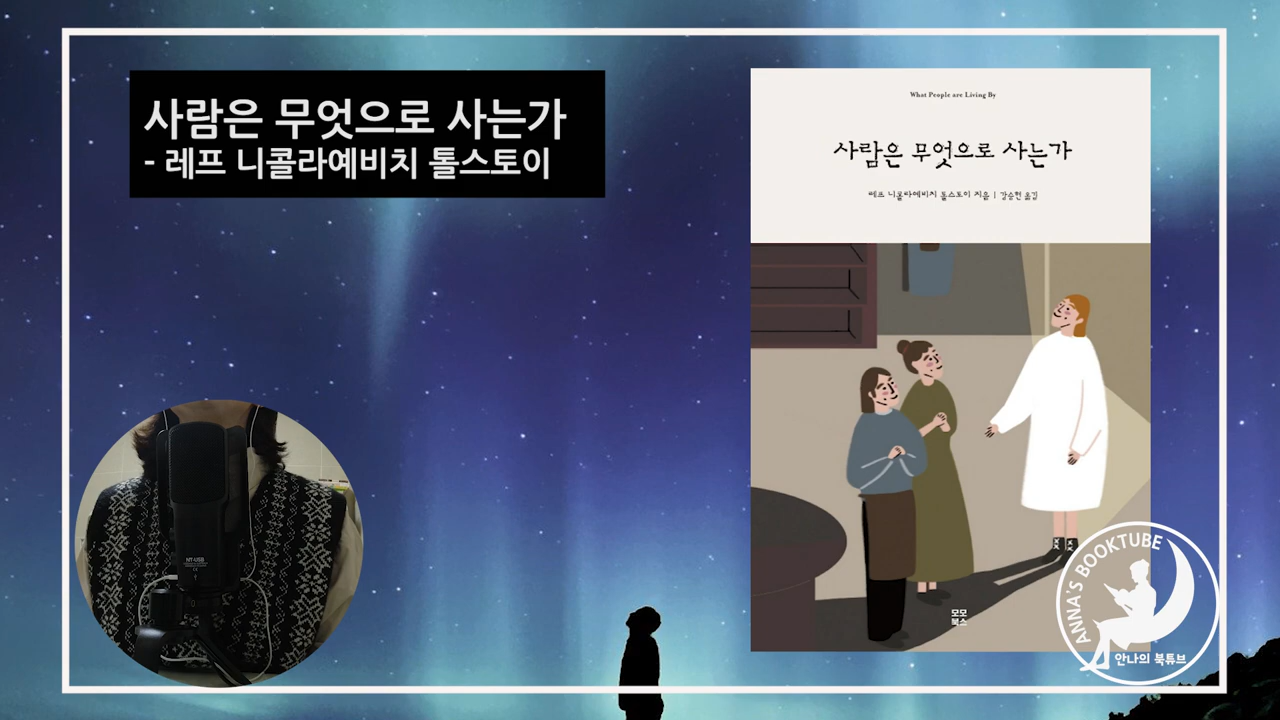 사람은 무엇으로 사는가
- 레프 니콜라예비치 톨스토이
What People are Living By
사람은 무엇으로 사는가
레프 니콜라예비치 톨스토이 지음 | 강승현 옮김
모모
북스
NT-USB
ANNA'S BOOKTUBE
안나의 북튜브